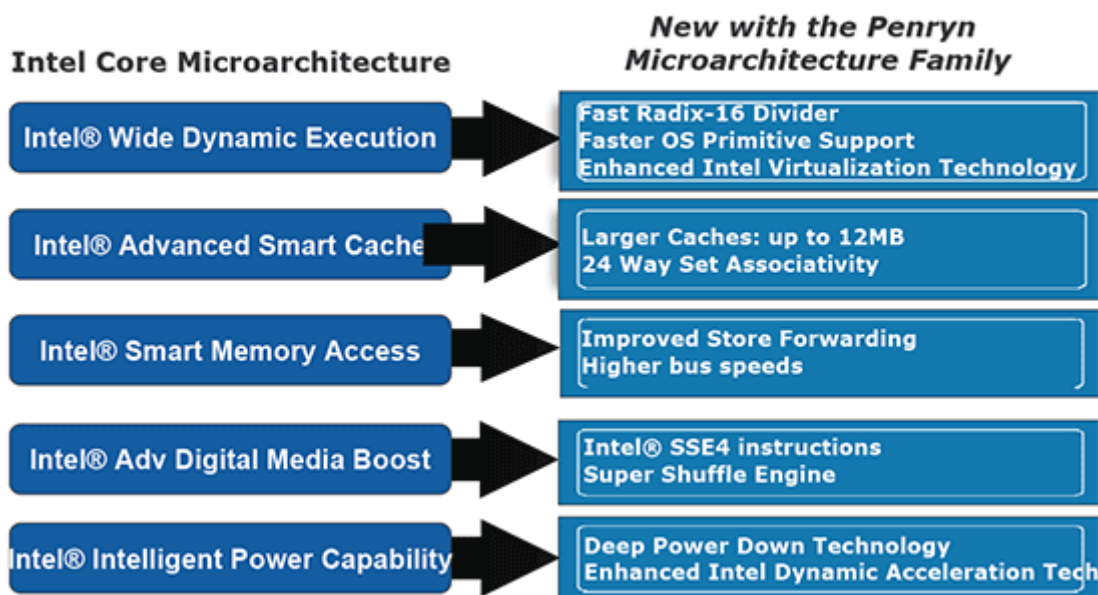 Intel Core Microarchitecture
New with the Penryn
Microarchitecture Family
Intel® Wide Dynamic Execution
Fast Radix-16 Divider
Faster OS Primitive Support
Enhanced Intel Virtualization Technology
Intel® Advanced Smart Cache
Larger Caches: up to 12MB
24 Way Set Associativity
Intel® Smart Memory Access
Improved Store Forwarding
Higher bus speeds
Intel® Adv Digital Media Boost
Intel® SSE4 instructions
Super Shuffle Engine
Intel® Intelligent Power Capability
Deep Power Down Technology
Enhanced Intel Dynamic Acceleration Tech